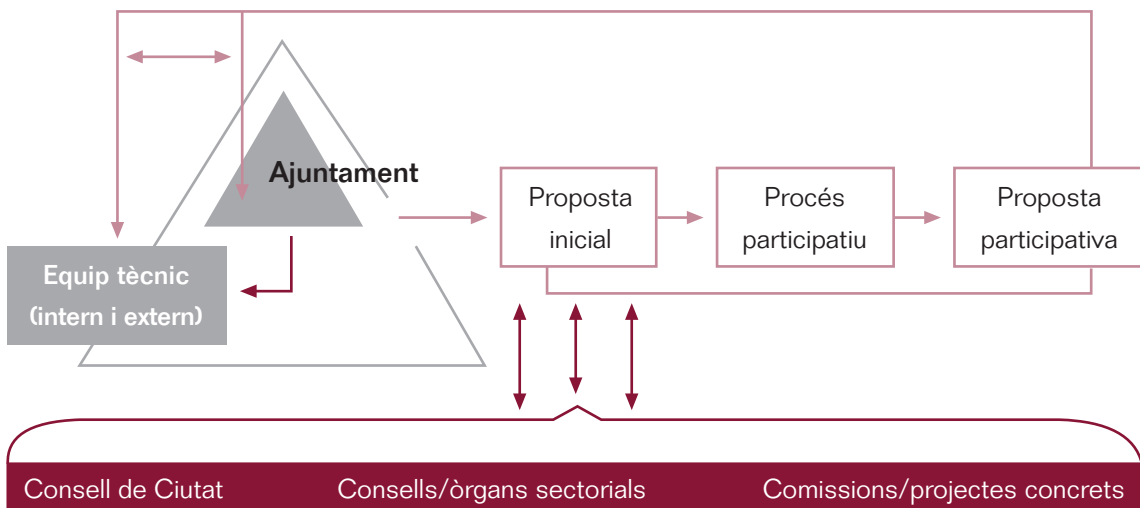 Ajuntament
Proposta
inicial
Procés
participatiu
Proposta
participativa
Equip tècnic
(intern i extern)
Consell de Ciutat
Consells/òrgans sectorials
Comissions/projectes concrets